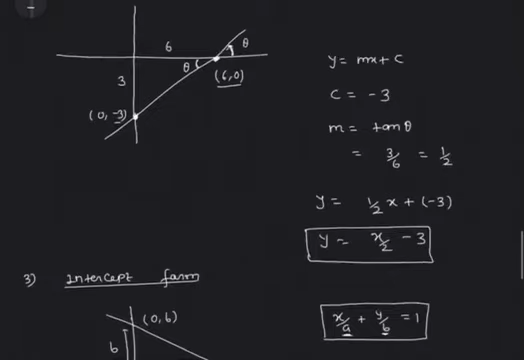 6
θ
θ
(6,0)
3
(0, -3)
y = mx + c
c = -3
m = tanθ
= 3/6 = 1/2
y = 1/2 x + (-3)
y = x/2 - 3
3) Intercept form
(0, b)
b
x/a + y/b = 1